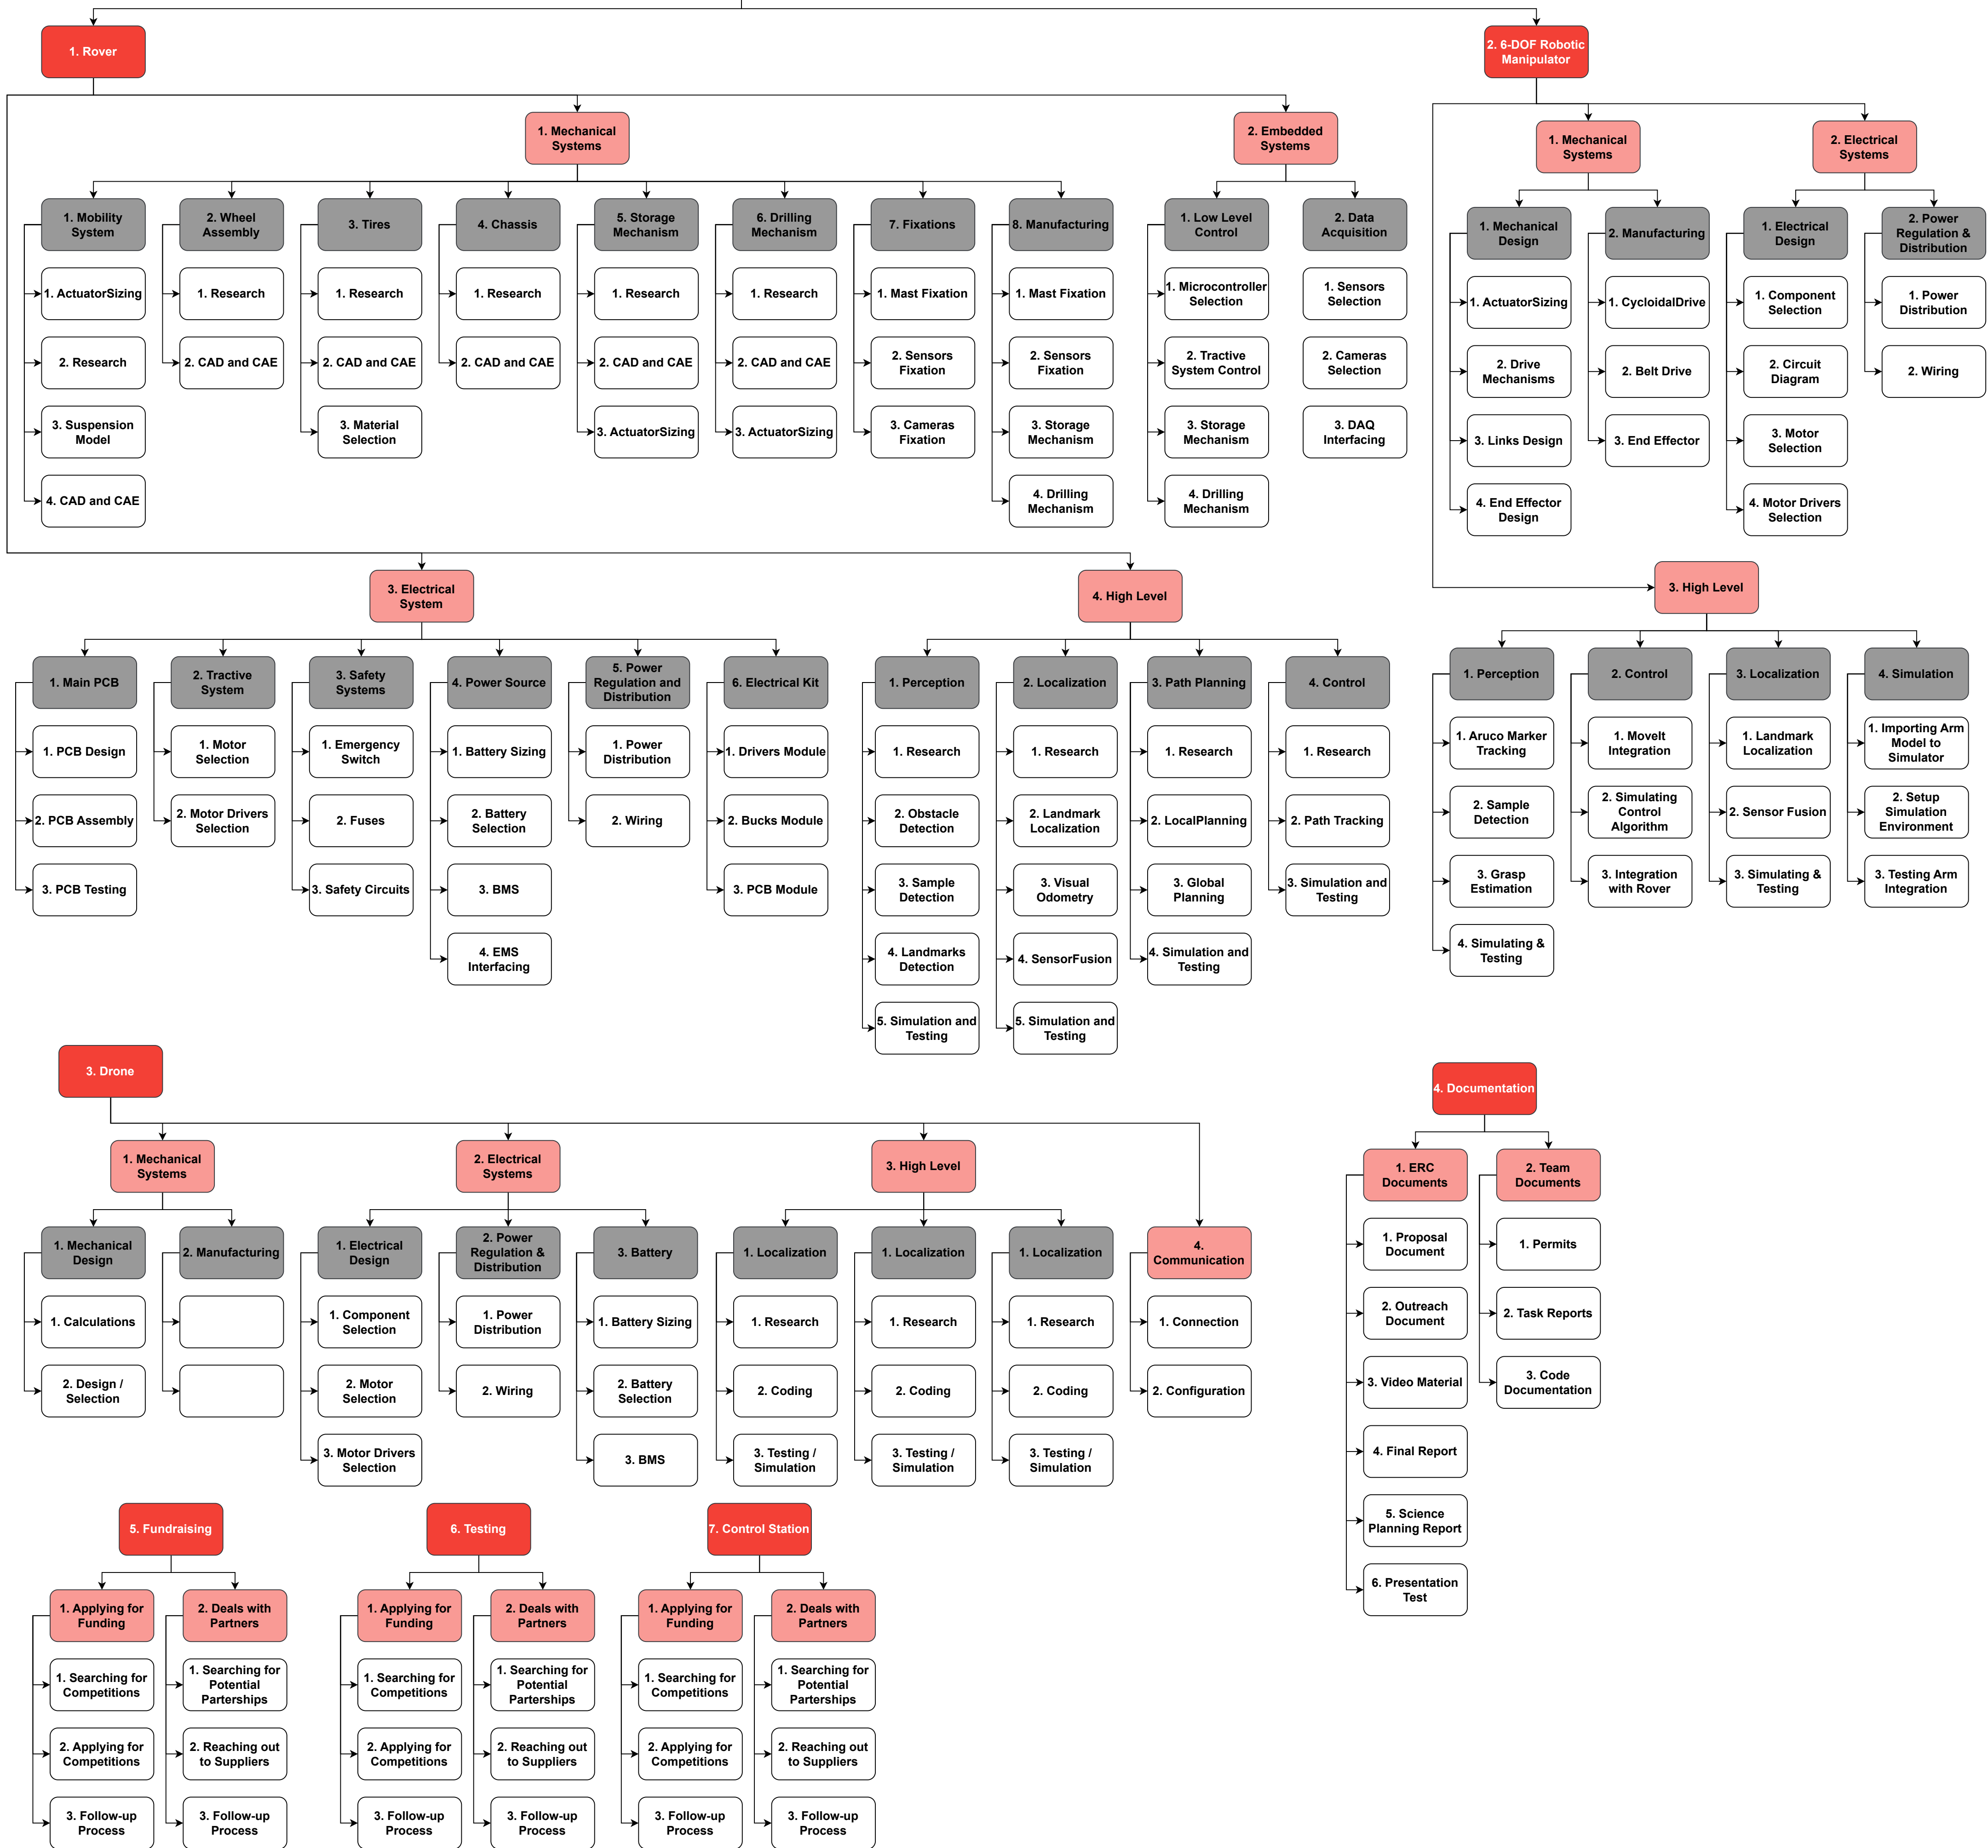 1. Rover
2. 6-DOF Robotic
Manipulator
1. Mechanical
Systems
2. Embedded
Systems
1. Mechanical
Systems
2. Electrical
Systems
1. Mobility
System
2. Wheel
Assembly
3. Tires
4. Chassis
5. Storage
Mechanism
6. Drilling
Mechanism
7. Fixations
8. Manufacturing
1. Low Level
Control
2. Data
Acquisition
1. Mechanical
Design
2. Manufacturing
1. Electrical
Design
2. Power
Regulation &
Distribution
1. ActuatorSizing
2. Research
3. Suspension
Model
4. CAD and CAE
1. Research
2. CAD and CAE
1. Research
2. CAD and CAE
3. Material
Selection
1. Research
2. CAD and CAE
1. Research
2. CAD and CAE
3. ActuatorSizing
1. Research
2. CAD and CAE
3. ActuatorSizing
1. Mast Fixation
2. Sensors
Fixation
3. Cameras
Fixation
1. Mast Fixation
2. Sensors
Fixation
3. Storage
Mechanism
4. Drilling
Mechanism
1. Microcontroller
Selection
2. Tractive
System Control
3. Storage
Mechanism
4. Drilling
Mechanism
1. Sensors
Selection
2. Cameras
Selection
3. DAQ
Interfacing
1. ActuatorSizing
2. Drive
Mechanisms
3. Links Design
4. End Effector
Design
1. CycloidalDrive
2. Belt Drive
3. End Effector
1. Component
Selection
2. Circuit
Diagram
3. Motor
Selection
4. Motor Drivers
Selection
1. Power
Distribution
2. Wiring
3. Electrical
System
4. High Level
3. High Level
1. Main PCB
2. Tractive
System
3. Safety
Systems
4. Power Source
5. Power
Regulation and
Distribution
6. Electrical Kit
1. Perception
2. Localization
3. Path Planning
4. Control
1. Perception
2. Control
3. Localization
4. Simulation
1. PCB Design
2. PCB Assembly
3. PCB Testing
1. Motor
Selection
2. Motor Drivers
Selection
1. Emergency
Switch
2. Fuses
3. Safety Circuits
1. Battery Sizing
2. Battery
Selection
3. BMS
4. EMS
Interfacing
1. Power
Distribution
2. Wiring
1. Drivers Module
2. Bucks Module
3. PCB Module
1. Research
2. Obstacle
Detection
3. Sample
Detection
4. Landmarks
Detection
5. Simulation and
Testing
1. Research
2. Landmark
Localization
3. Visual
Odometry
4. SensorFusion
5. Simulation and
Testing
1. Research
2. LocalPlanning
3. Global
Planning
4. Simulation and
Testing
1. Research
2. Path Tracking
3. Simulation and
Testing
1. Aruco Marker
Tracking
2. Sample
Detection
3. Grasp
Estimation
4. Simulating &
Testing
1. MoveIt
Integration
2. Simulating
Control
Algorithm
3. Integration
with Rover
1. Landmark
Localization
2. Sensor Fusion
3. Simulating &
Testing
1. Importing Arm
Model to
Simulator
2. Setup
Simulation
Environment
3. Testing Arm
Integration
3. Drone
4. Documentation
1. Mechanical
Systems
2. Electrical
Systems
3. High Level
1. ERC
Documents
2. Team
Documents
1. Mechanical
Design
2. Manufacturing
1. Electrical
Design
2. Power
Regulation &
Distribution
3. Battery
1. Localization
1. Localization
1. Localization
4.
Communication
1. Calculations
2. Design /
Selection
1. Component
Selection
2. Motor
Selection
3. Motor Drivers
Selection
1. Power
Distribution
2. Wiring
1. Battery Sizing
2. Battery
Selection
3. BMS
1. Research
2. Coding
3. Testing /
Simulation
1. Research
2. Coding
3. Testing /
Simulation
1. Research
2. Coding
3. Testing /
Simulation
1. Connection
2. Configuration
1. Proposal
Document
2. Outreach
Document
3. Video Material
4. Final Report
5. Science
Planning Report
6. Presentation
Test
1. Permits
2. Task Reports
3. Code
Documentation
5. Fundraising
6. Testing
7. Control Station
1. Applying for
Funding
2. Deals with
Partners
1. Applying for
Funding
2. Deals with
Partners
1. Applying for
Funding
2. Deals with
Partners
1. Searching for
Competitions
2. Applying for
Competitions
3. Follow-up
Process
1. Searching for
Potential
Parterships
2. Reaching out
to Suppliers
3. Follow-up
Process
1. Searching for
Competitions
2. Applying for
Competitions
3. Follow-up
Process
1. Searching for
Potential
Parterships
2. Reaching out
to Suppliers
3. Follow-up
Process
1. Searching for
Competitions
2. Applying for
Competitions
3. Follow-up
Process
1. Searching for
Potential
Parterships
2. Reaching out
to Suppliers
3. Follow-up
Process